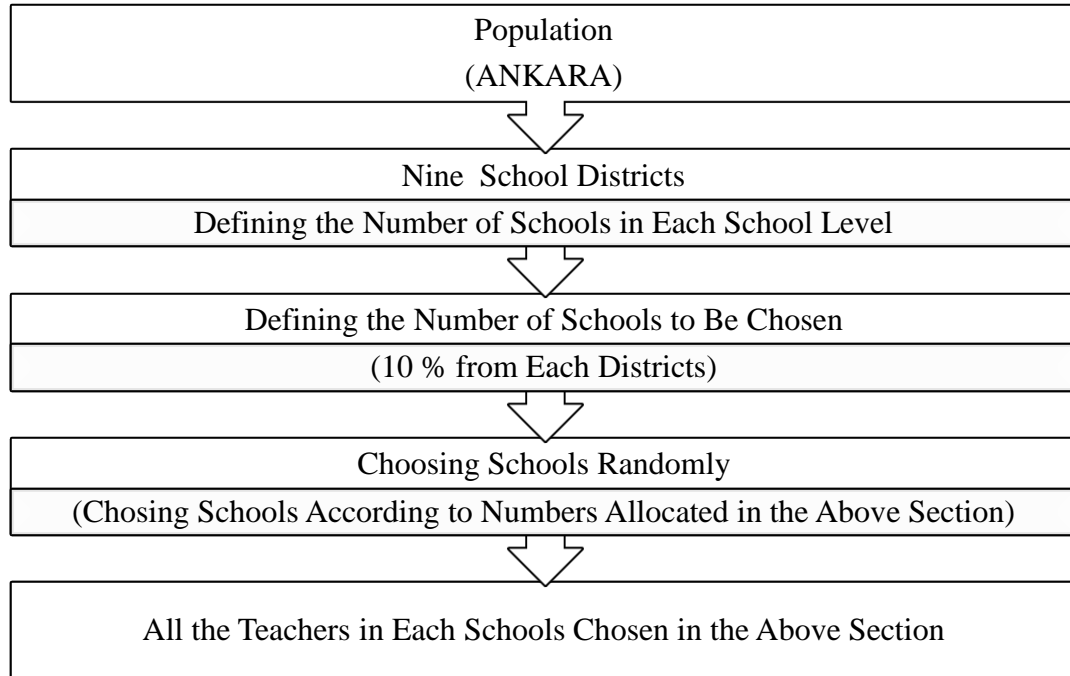 Population
(ANKARA)
Nine School Districts
Defining the Number of Schools in Each School Level
Defining the Number of Schools to Be Chosen
(10 % from Each Districts)
Choosing Schools Randomly
(Chosing Schools According to Numbers Allocated in the Above Section)
All the Teachers in Each Schools Chosen in the Above Section